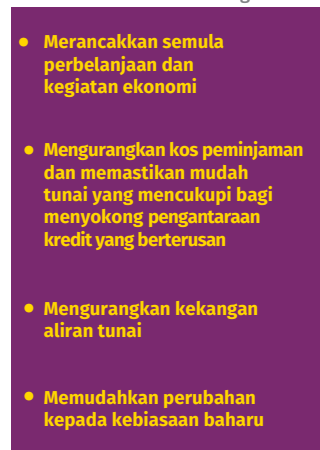 • Merancakkan semula
perbelanjaan dan
kegiatan ekonomi
• Mengurangkan kos peminjaman
dan memastikan mudah
tunai yang mencukupi bagi
menyokong pengantaraan
kredit yang berterusan
• Mengurangkan kekangan
aliran tunai
• Memudahkan perubahan
kepada kebiasaan baharu